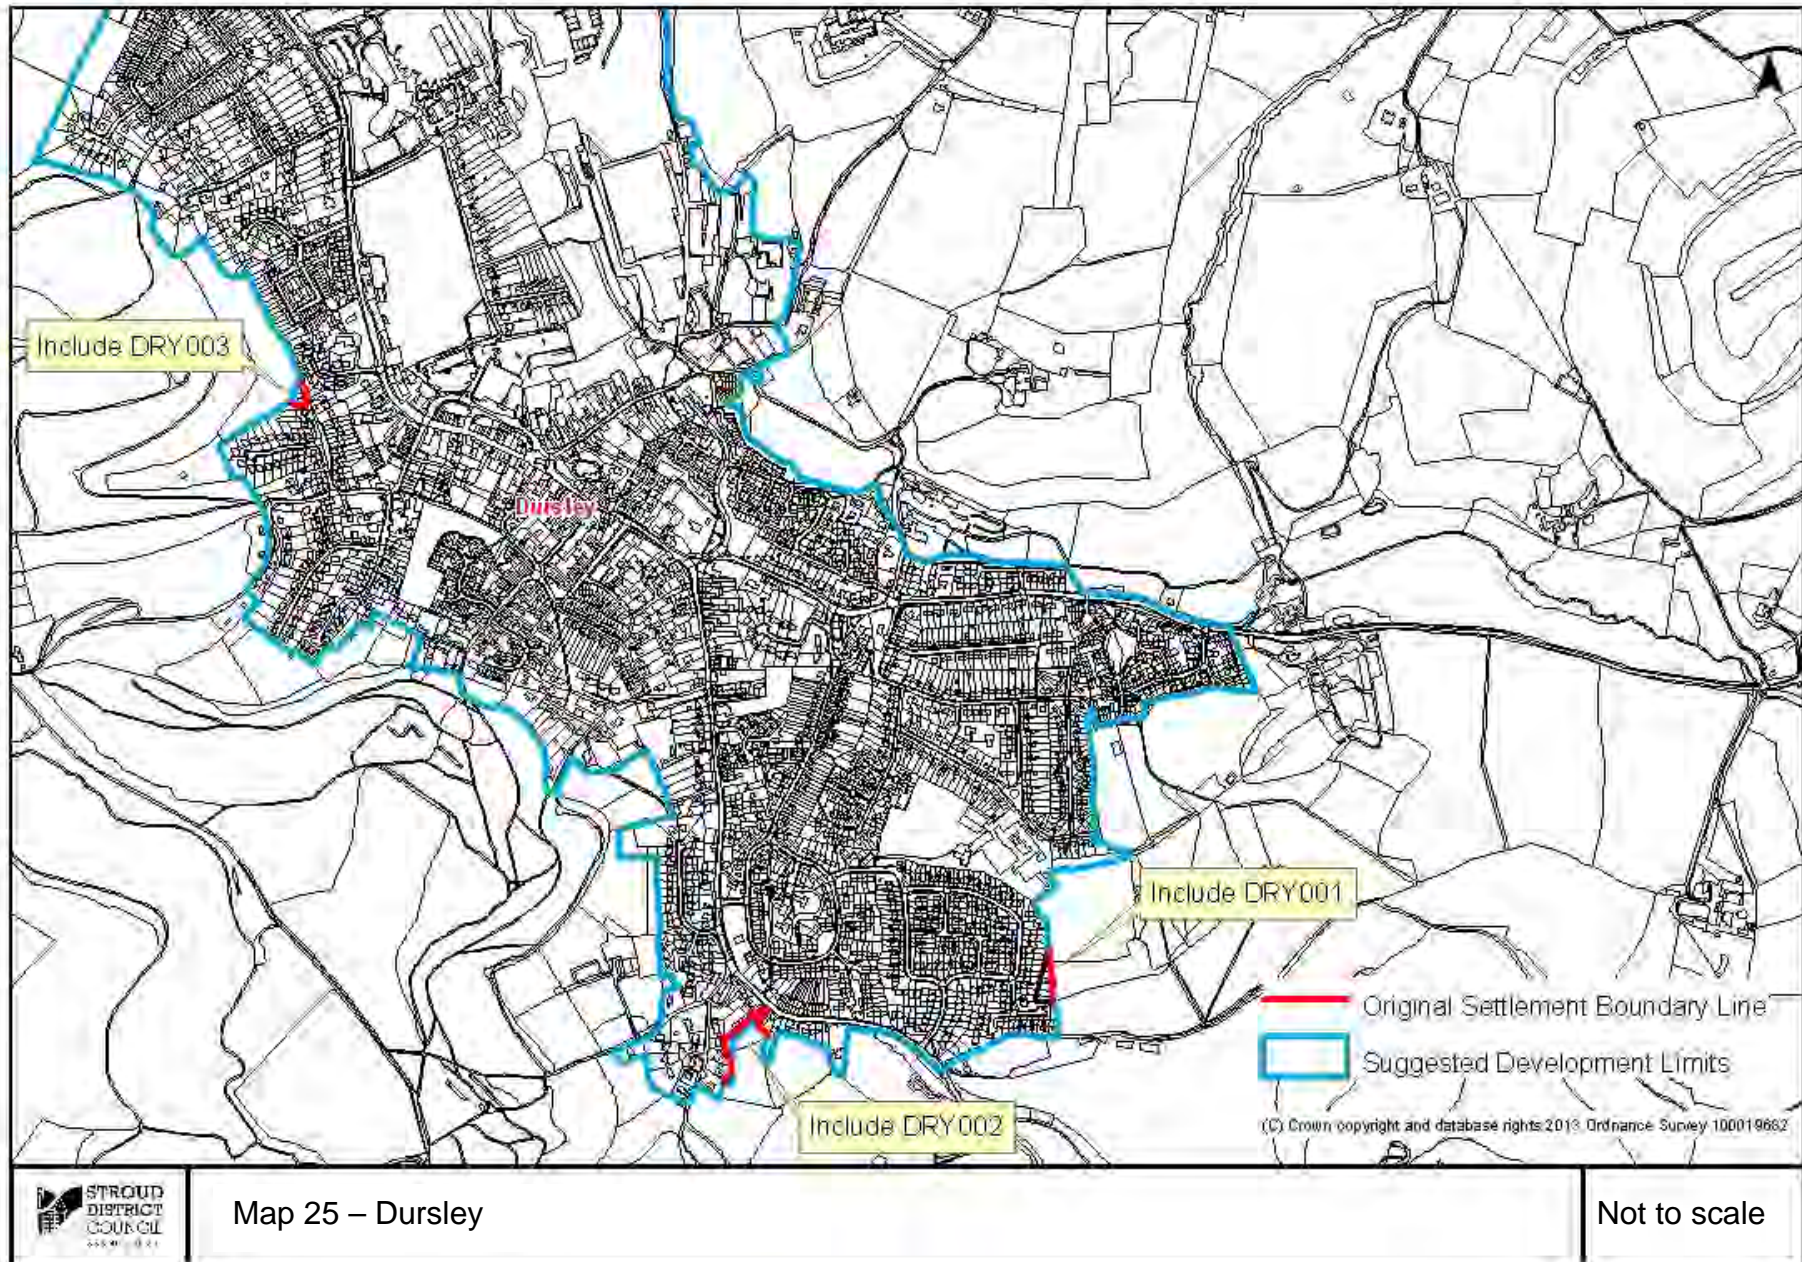 Include DRY003
Dursley
Include DRY001
Original Settlement Boundary Line
Suggested Development Limits
Include DRY002
(C) Crown copyright and database rights 2013 Ordnance Survey 100019682
STROUD
DISTRICT
COUNCIL
Map 25 – Dursley
Not to scale